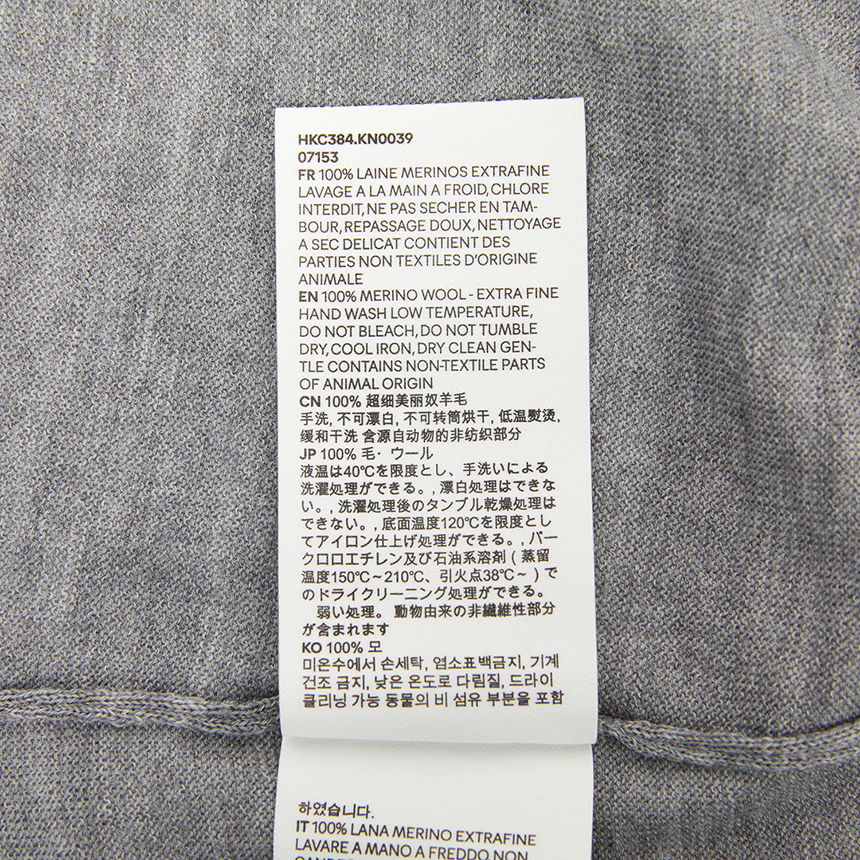 HKC384.KN0039
07153
FR 100% LAINE MERINOS EXTRAFINE
LAVAGE A LA MAIN A FROID, CHLORE
INTERDIT, NE PAS SECHER EN TAM-
BOUR, REPASSAGE DOUX, NETTOYAGE
A SEC DELICAT CONTIENT DES
PARTIES NON TEXTILES D'ORIGINE
ANIMALE
EN 100% MERINO WOOL - EXTRA FINE
HAND WASH LOW TEMPERATURE,
DO NOT BLEACH, DO NOT TUMBLE
DRY, COOL IRON, DRY CLEAN GEN-
TLE CONTAINS NON-TEXTILE PARTS
OF ANIMAL ORIGIN
CN 100% 超细美丽奴羊毛
手洗, 不可漂白, 不可转筒烘干, 低温熨烫,
缓和干洗 含源自动物的非纺织部分
JP 100% 毛・ウール
液温は40℃を限度とし、手洗いによる
洗濯処理ができる。, 漂白処理はできな
い。, 洗濯処理後のタンブル乾燥処理は
できない。, 底面温度120℃を限度とし
てアイロン仕上げ処理ができる。, パー
クロロエチレン及び石油系溶剤（蒸留
温度150℃～210℃、引火点38℃～）で
のドライクリーニング処理ができる。
弱い処理。 動物由来の非繊維性部分
が含まれます
KO 100% 모
미온수에서 손세탁, 염소표백금지, 기계
건조 금지, 낮은 온도로 다림질, 드라이
클리닝 가능 동물의 비 섬유 부분을 포함
하였습니다.
IT 100% LANA MERINO EXTRAFINE
LAVARE A MANO A FREDDO, NON